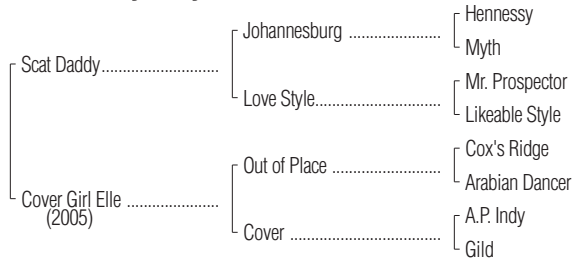 Hennessy
Johannesburg ....................
Myth
Scat Daddy..........................
Mr. Prospector
Love Style...........................
Likeable Style
Cox's Ridge
Out of Place .......................
Arabian Dancer
Cover Girl Elle ....................
(2005)
A.P. Indy
Cover .................................
Gild